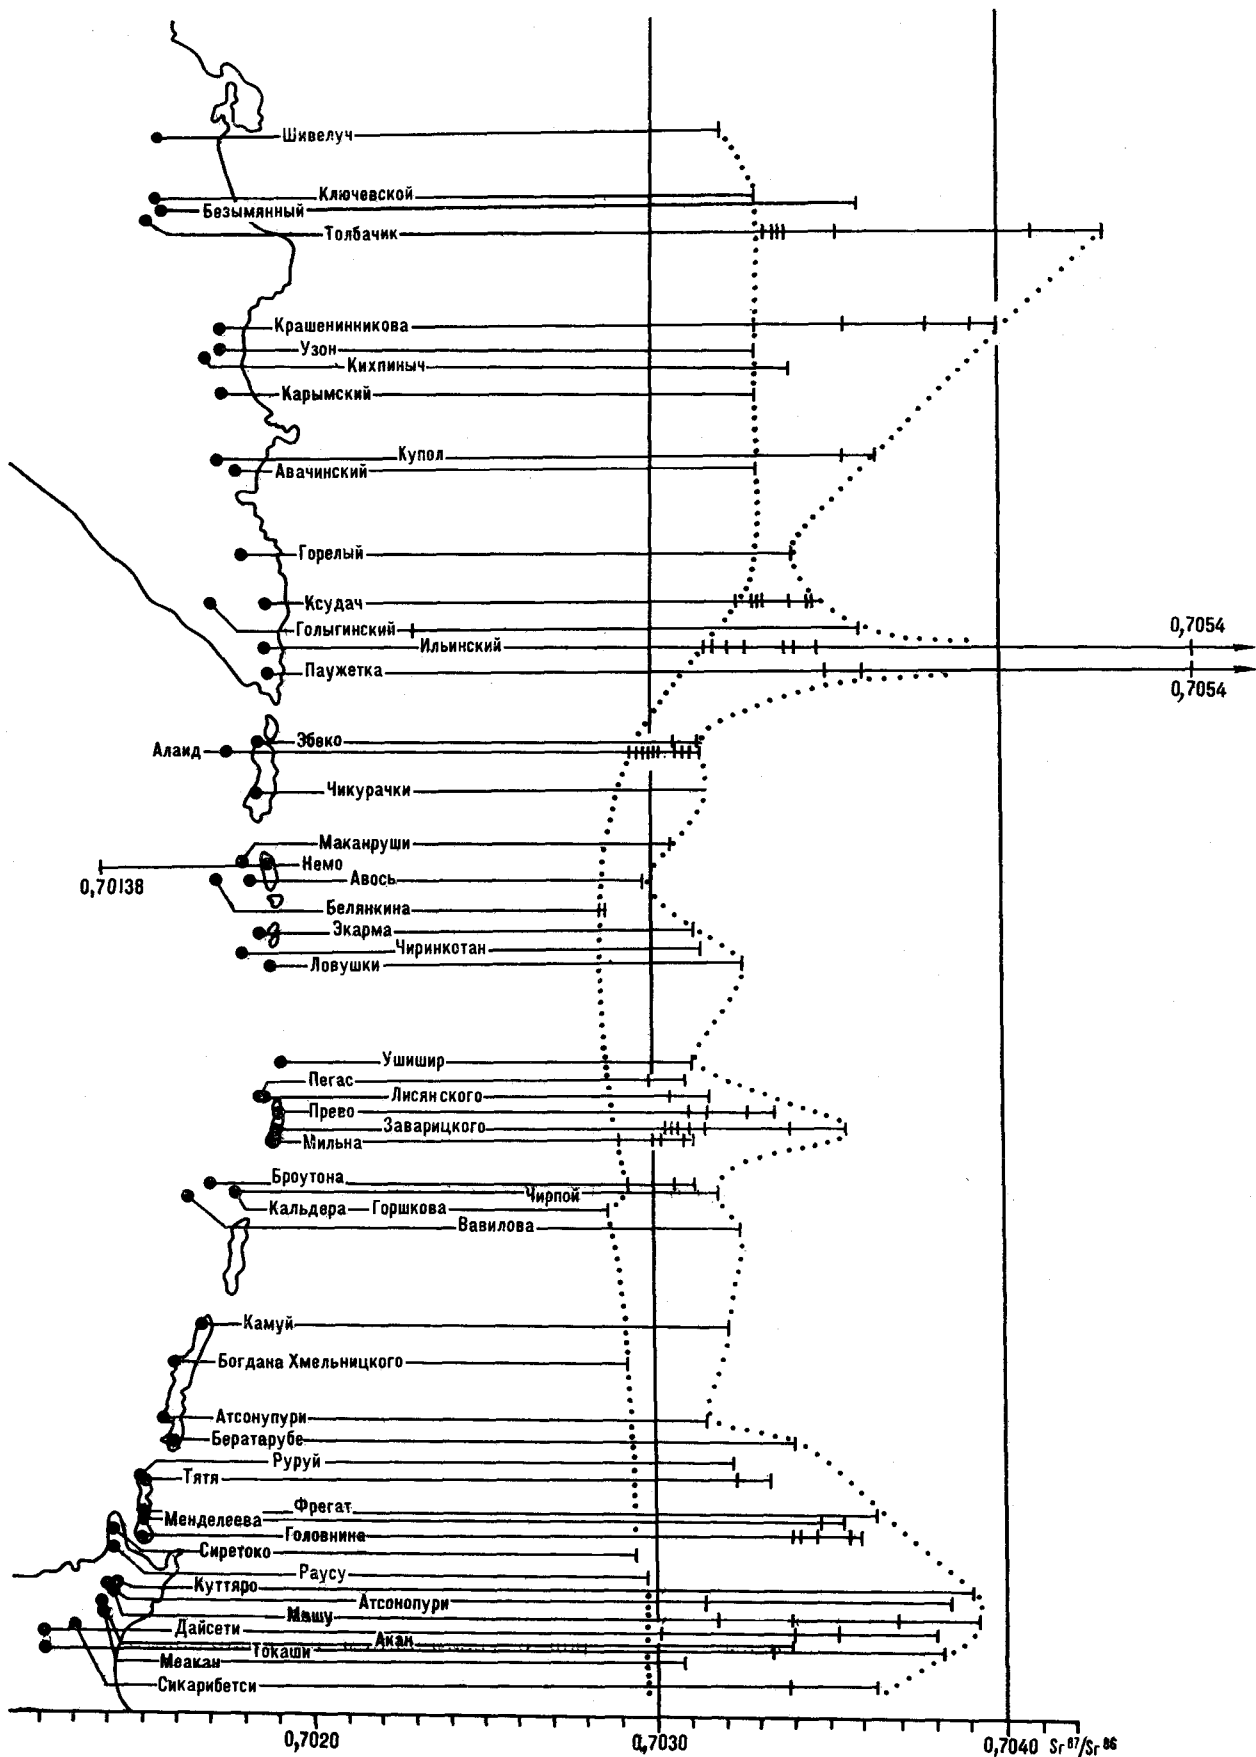 Шивелуч
Ключевской
Безымянный
Толбачик
Крашенинникова
Узон
Кихпиныч
Карымский
Купол
Авачинский
Горелый
Ксудач
Голыгинский
0,7054
Ильинский
Паужетка
0,7054
Эбеко
Алаид
Чикурачки
Маканруши
Немо
0,70138
Авось
Белянкина
Экарма
Чиринкотан
Ловушки
Ушишир
Пегас
Лисянского
Прево
Заварицкого
Мильна
Броутона
Чирпой
Кальдера Горшкова
Вавилова
Камуй
Богдана Хмельницкого
Атсонупури
Бератарубе
Руруй
Тятя
Фрегат
Менделеева
Головнина
Сиретоко
Раусу
Куттяро
Атсонопури
Машу
Дайсети
Акан
Токаши
Меакан
Сикарибетси
0,7020 0,7030 0,7040 Sr⁸⁷/Sr⁸⁶